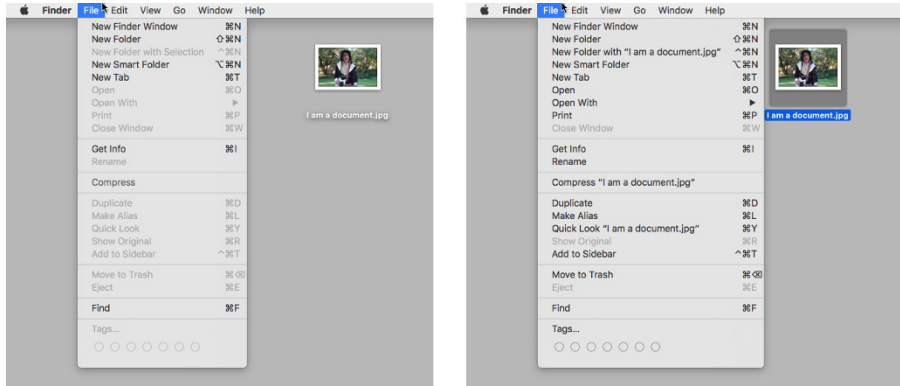 Finder File Edit View Go Window Help
New Finder Window ⌘N
New Folder ⇧⌘N
New Folder with Selection ^⌘N
New Smart Folder ⌥⌘N
New Tab ⌘T
Open ⌘O
Open With ▶
Print ⌘P
Close Window ⌘W
Get Info ⌘I
Rename
Compress
Duplicate ⌘D
Make Alias ⌘L
Quick Look ⌘Y
Show Original ⌘R
Add to Sidebar ^⌘T
Move to Trash ⌘⌫
Eject ⌘E
Find ⌘F
Tags...
I am a document.jpg
Finder File Edit View Go Window Help
New Finder Window ⌘N
New Folder ⇧⌘N
New Folder with “I am a document.jpg” ^⌘N
New Smart Folder ⌥⌘N
New Tab ⌘T
Open ⌘O
Open With ▶
Print ⌘P
Close Window ⌘W
Get Info ⌘I
Rename
Compress “I am a document.jpg”
Duplicate ⌘D
Make Alias ⌘L
Quick Look “I am a document.jpg” ⌘Y
Show Original ⌘R
Add to Sidebar ^⌘T
Move to Trash ⌘⌫
Eject ⌘E
Find ⌘F
Tags...
I am a document.jpg